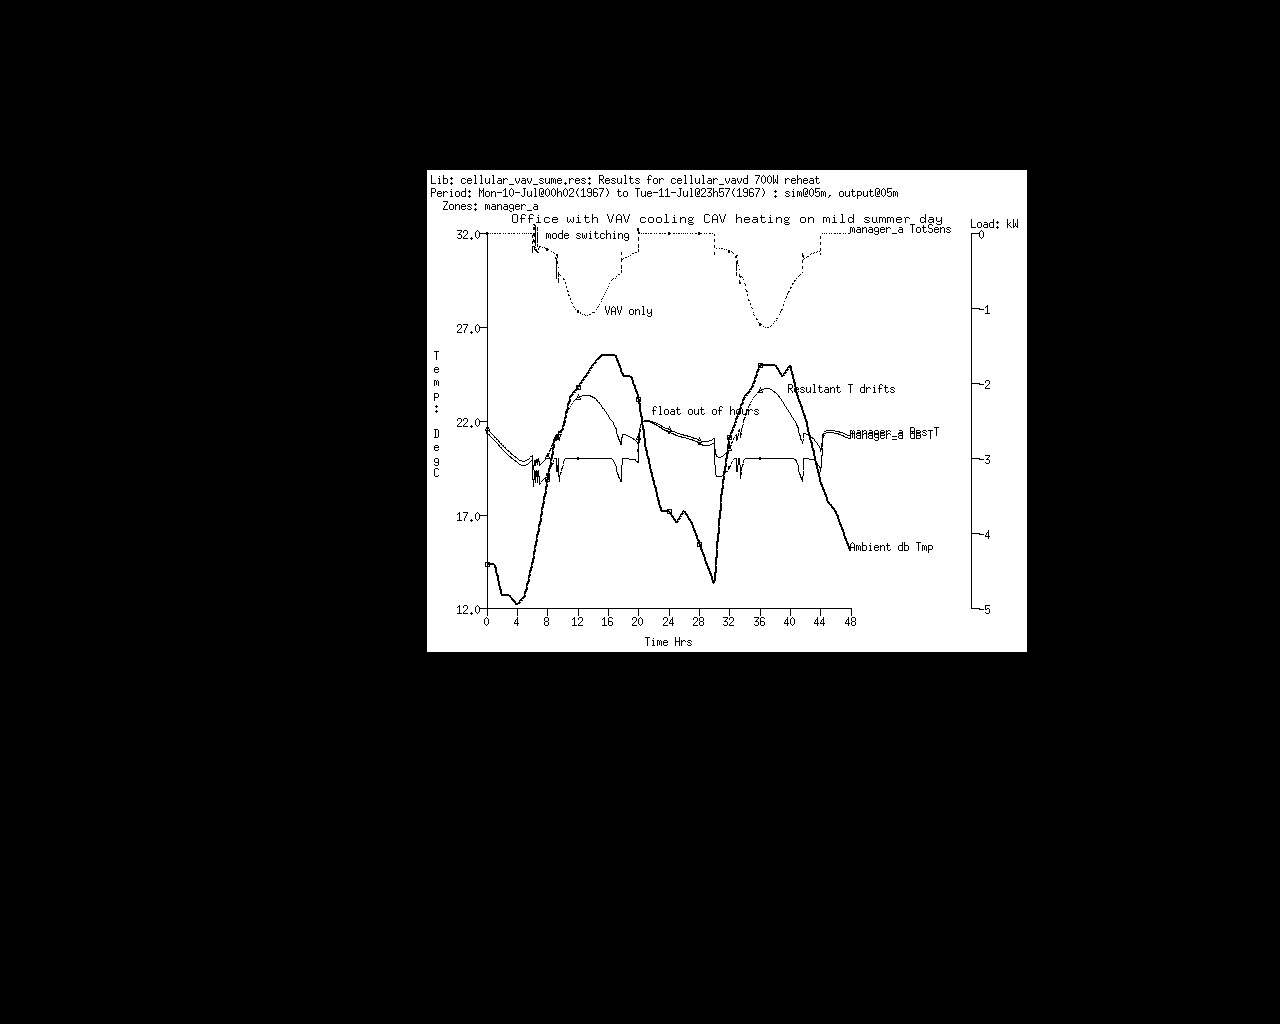 Lib: cellular_vav_sume.res: Results for cellular_vavd 700W reheat
Period: Mon-10-Jul@00h02(1967) to Tue-11-Jul@23h57(1967) : sim@05m, output@05m
Zones: manager_a
Office with VAV cooling CAV heating on mild summer day
Load: kW
manager_a TotSens
32.0
mode switching
0
VAV only
-1
27.0
Temp: DegC
-2
Resultant T drifts
float out of hours
22.0
manager_a ResT
manager_a dbT
-3
17.0
-4
Ambient db Tmp
12.0
-5
0 4 8 12 16 20 24 28 32 36 40 44 48
Time Hrs